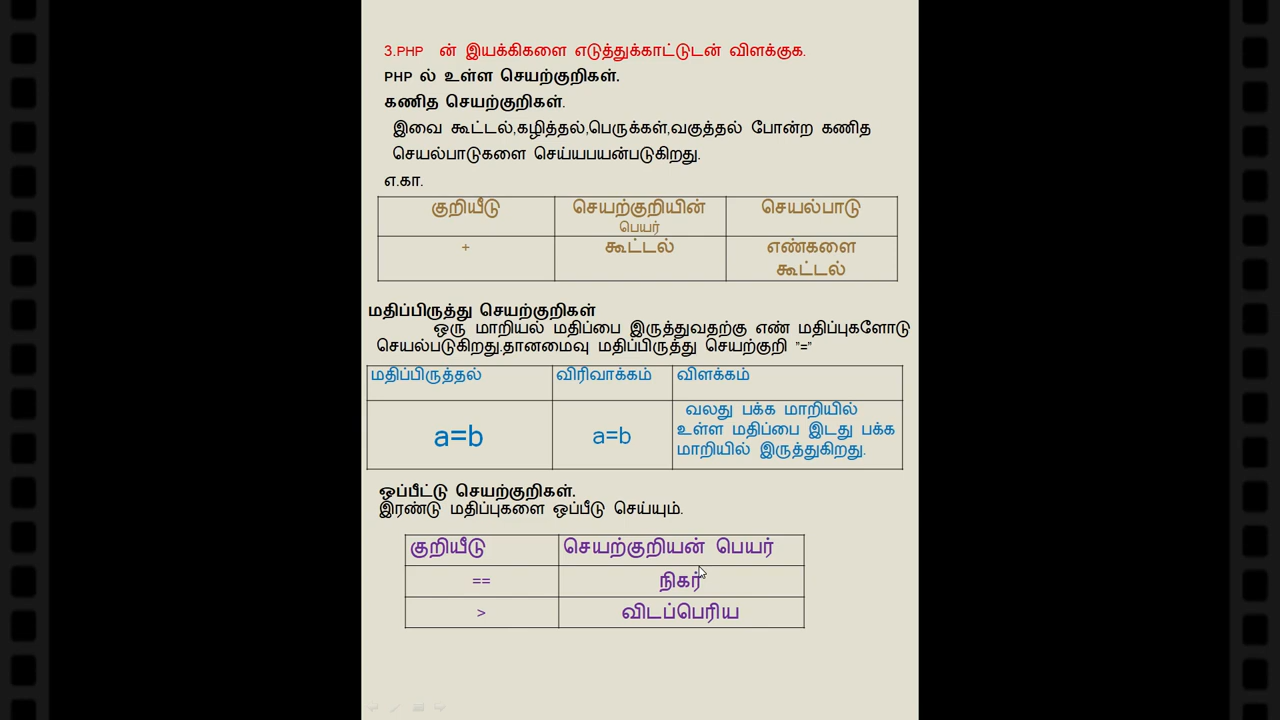 3.PHP ன் இயக்கிகளை எடுத்துக்காட்டுடன் விளக்குக.
PHP ல் உள்ள செயற்குறிகள்.
கணித செயற்குறிகள்.
இவை கூட்டல்,கழித்தல்,பெருக்கள்,வகுத்தல் போன்ற கணித
செயல்பாடுகளை செய்யபயன்படுகிறது.
எ.கா.
குறியீடு செயற்குறியின் பெயர் செயல்பாடு
+ கூட்டல் எண்களை கூட்டல்
மதிப்பிருத்து செயற்குறிகள்
ஒரு மாறியல் மதிப்பை இருத்துவதற்கு எண் மதிப்புகளோடு
செயல்படுகிறது.தானமைவு மதிப்பிருத்து செயற்குறி "="
மதிப்பிருத்தல் விரிவாக்கம் விளக்கம்
a=b a=b வலது பக்க மாறியில்
உள்ள மதிப்பை இடது பக்க
மாறியில் இருத்துகிறது.
ஒப்பீட்டு செயற்குறிகள்.
இரண்டு மதிப்புகளை ஒப்பீடு செய்யும்.
குறியீடு செயற்குறியன் பெயர்
== நிகர்
> விடப்பெரிய